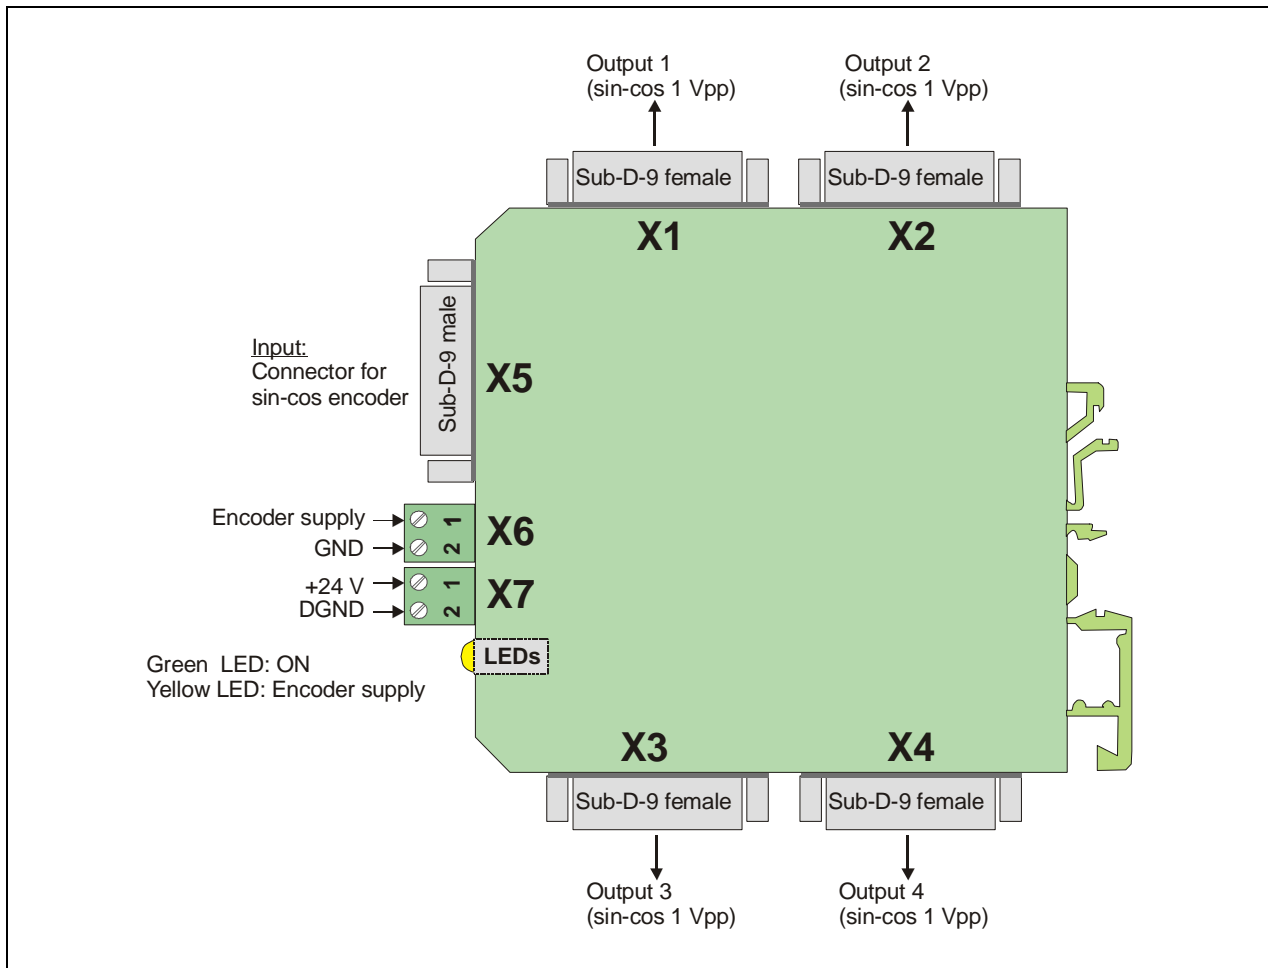 Output 1
(sin-cos 1 Vpp)
Output 2
(sin-cos 1 Vpp)
Sub-D-9 female
Sub-D-9 female
X1
X2
Input:
Connector for
sin-cos encoder
Sub-D-9 male
X5
Encoder supply
1
GND
2
X6
+24 V
1
DGND
2
X7
LEDs
Green LED: ON
Yellow LED: Encoder supply
X3
X4
Sub-D-9 female
Sub-D-9 female
Output 3
(sin-cos 1 Vpp)
Output 4
(sin-cos 1 Vpp)